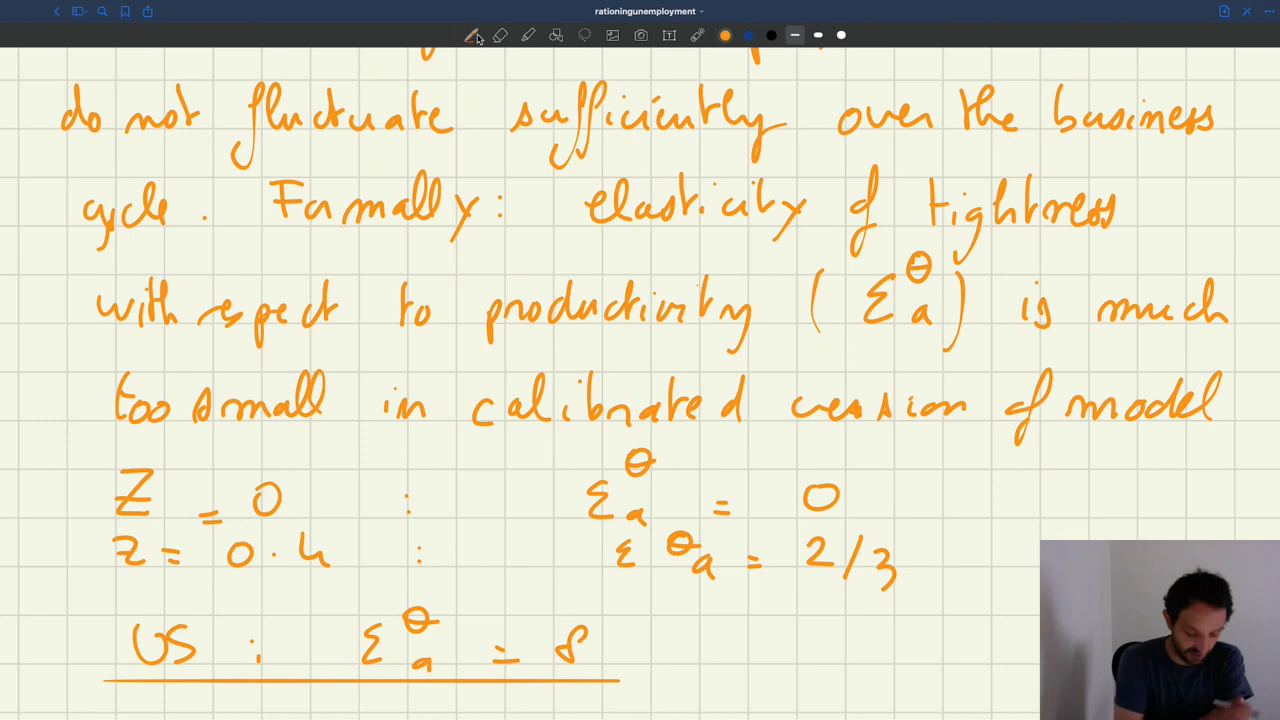 rationingunemployment
do not fluctuate sufficiently over the business
cycle. Formally: elasticity of tightness
with respect to productivity (Σ^θ_a) is much
too small in calibrated version of model
Z = 0 : Σ^θ_a = 0
z = 0.4 : Σ^θ_a = 2/3
US : Σ^θ_a = 8